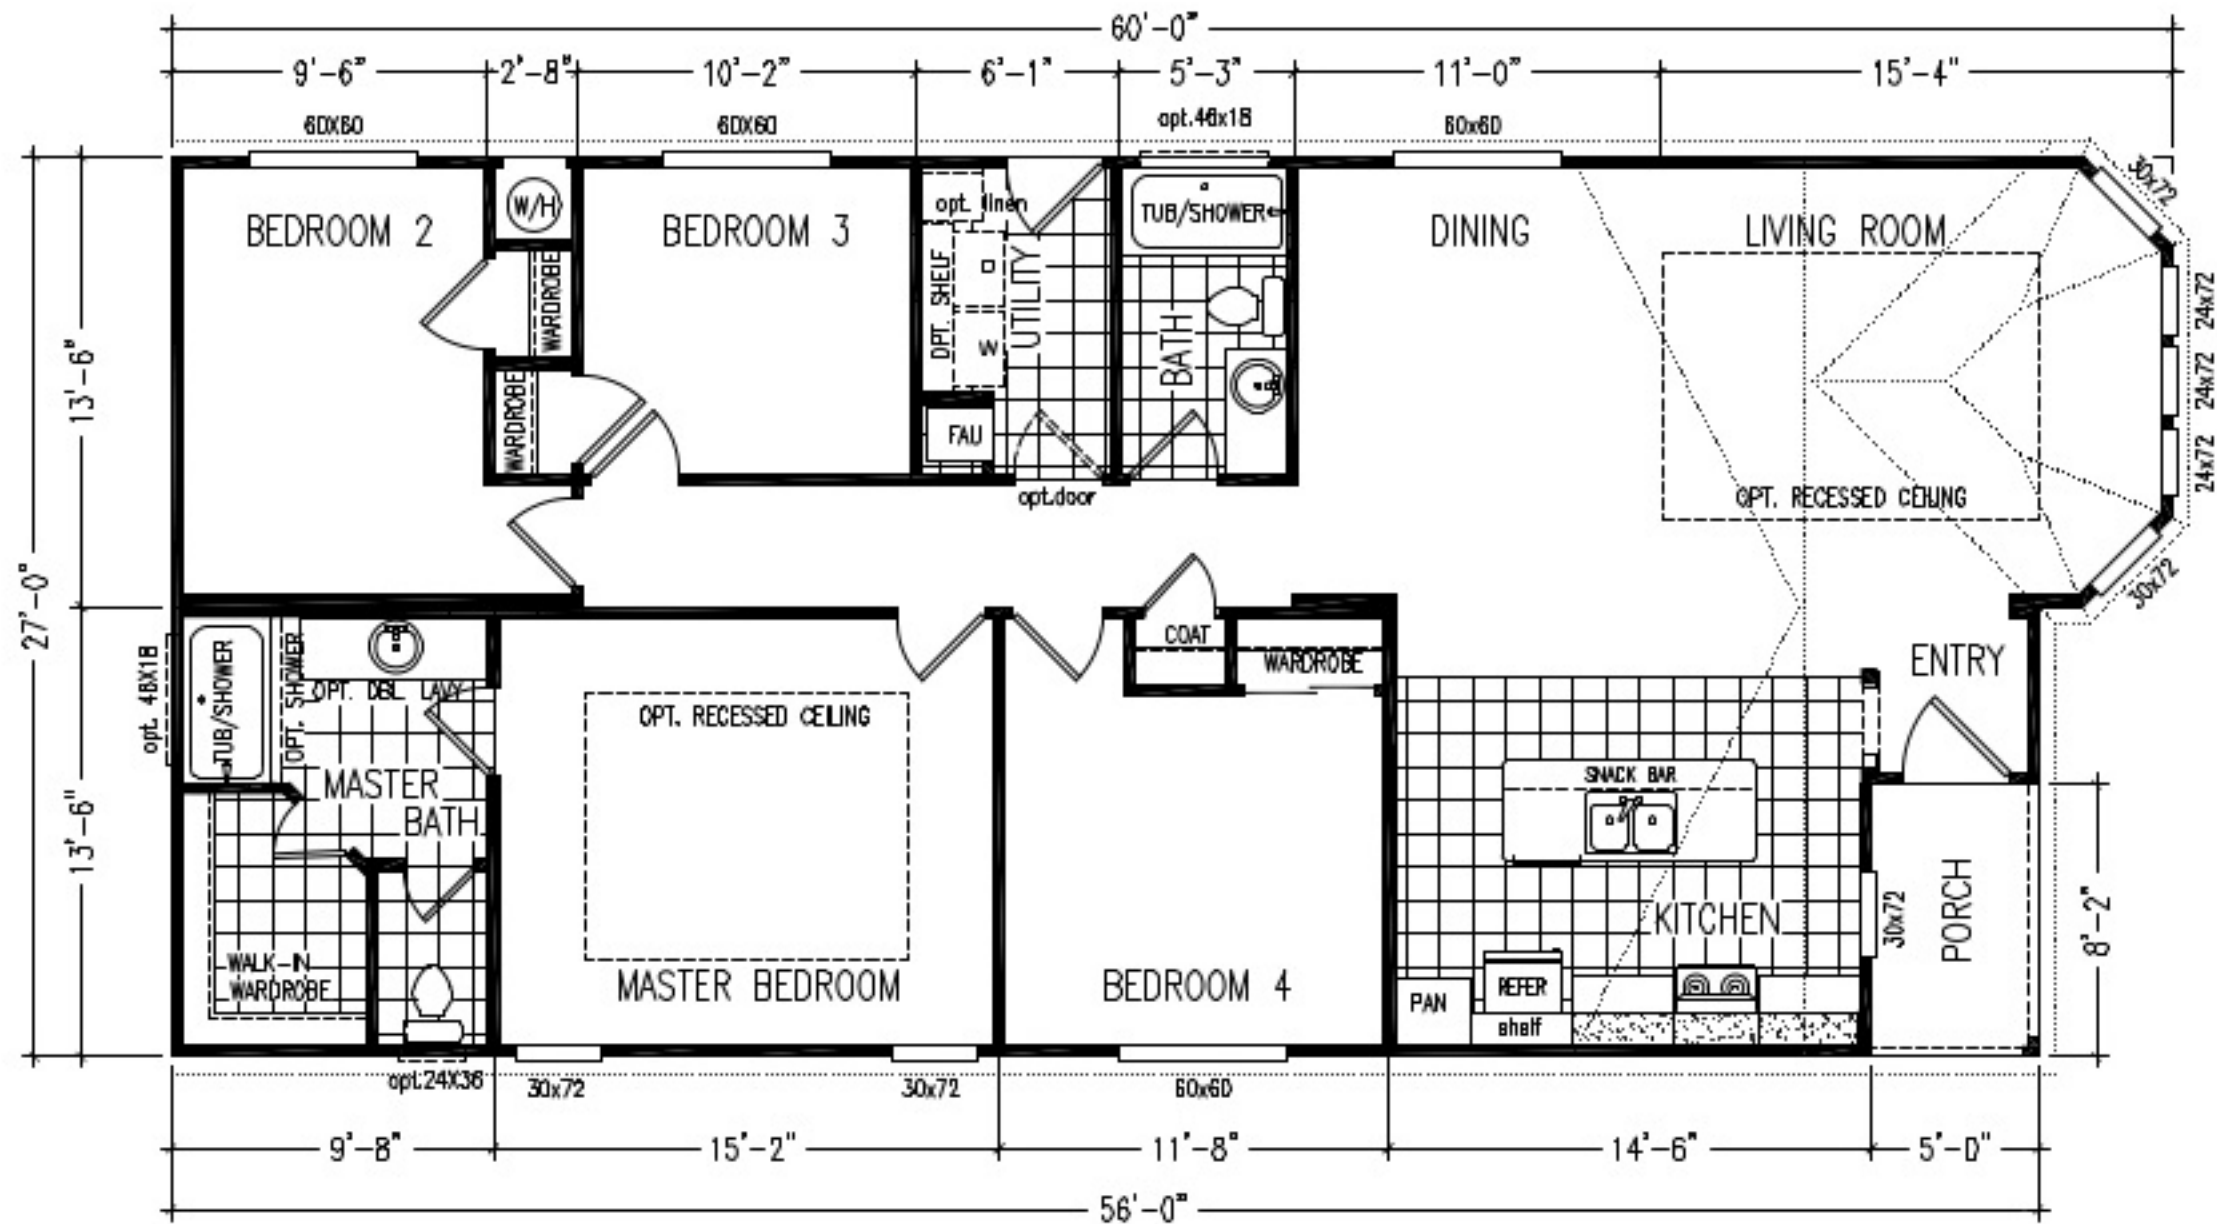 60'-0"
9'-6"
2'-8"
10'-2"
6'-1"
5'-3"
11'-0"
15'-4"
60X60
60X60
opt.46x18
60x60
BEDROOM 2
W/H
BEDROOM 3
opt. linen
TUB/SHOWER
DINING
LIVING ROOM
30x72
WARDROBE
OPT. SHELF
UTILITY
W
BATH
24x72
24x72
24x72
13'-6"
WARDROBE
FAU
opt.door
OPT. RECESSED CEILING
30x72
27'-0"
COAT
WARDROBE
ENTRY
opt. 46X18
TUB/SHOWER
OPT. SHOWER
OPT. DBL. LAVY
OPT. RECESSED CEILING
MASTER
BATH
SNACK BAR
13'-6"
KITCHEN
30x72
PORCH
8'-2"
WALK-IN
WARDROBE
MASTER BEDROOM
BEDROOM 4
PAN
REFER
shelf
opt.24X36
30x72
30x72
60x60
9'-8"
15'-2"
11'-8"
14'-6"
5'-0"
56'-0"